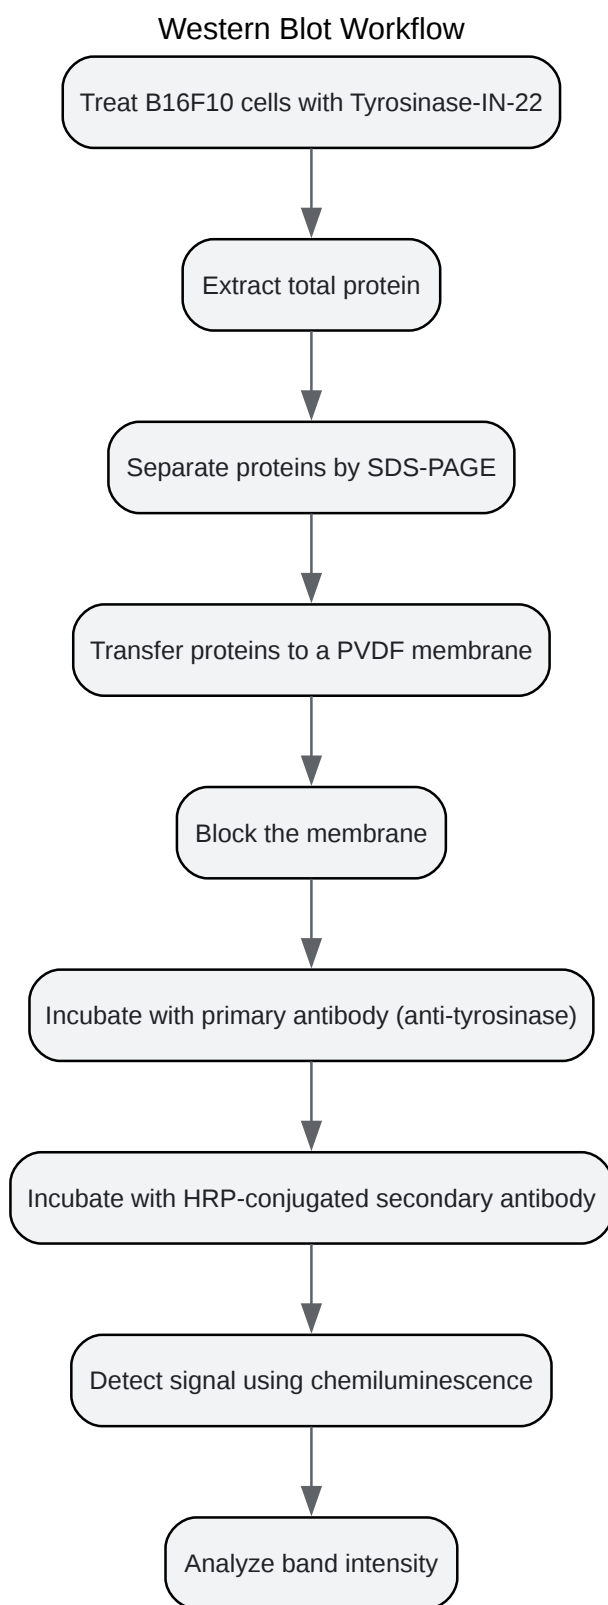 Western Blot Workflow
Treat B16F10 cells with Tyrosinase-IN-22
Extract total protein
Separate proteins by SDS-PAGE
Transfer proteins to a PVDF membrane
Block the membrane
Incubate with primary antibody (anti-tyrosinase)
Incubate with HRP-conjugated secondary antibody
Detect signal using chemiluminescence
Analyze band intensity